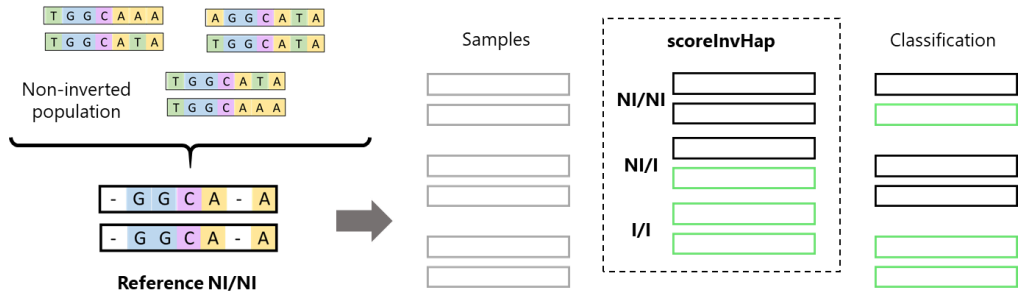 T G G C A A A
T G G C A T A
A G G C A T A
T G G C A T A
T G G C A T A
T G G C A A A
Non-inverted
population
- G G C A - A
- G G C A - A
Reference NI/NI
Samples
scoreInvHap
NI/NI
NI/I
I/I
Classification